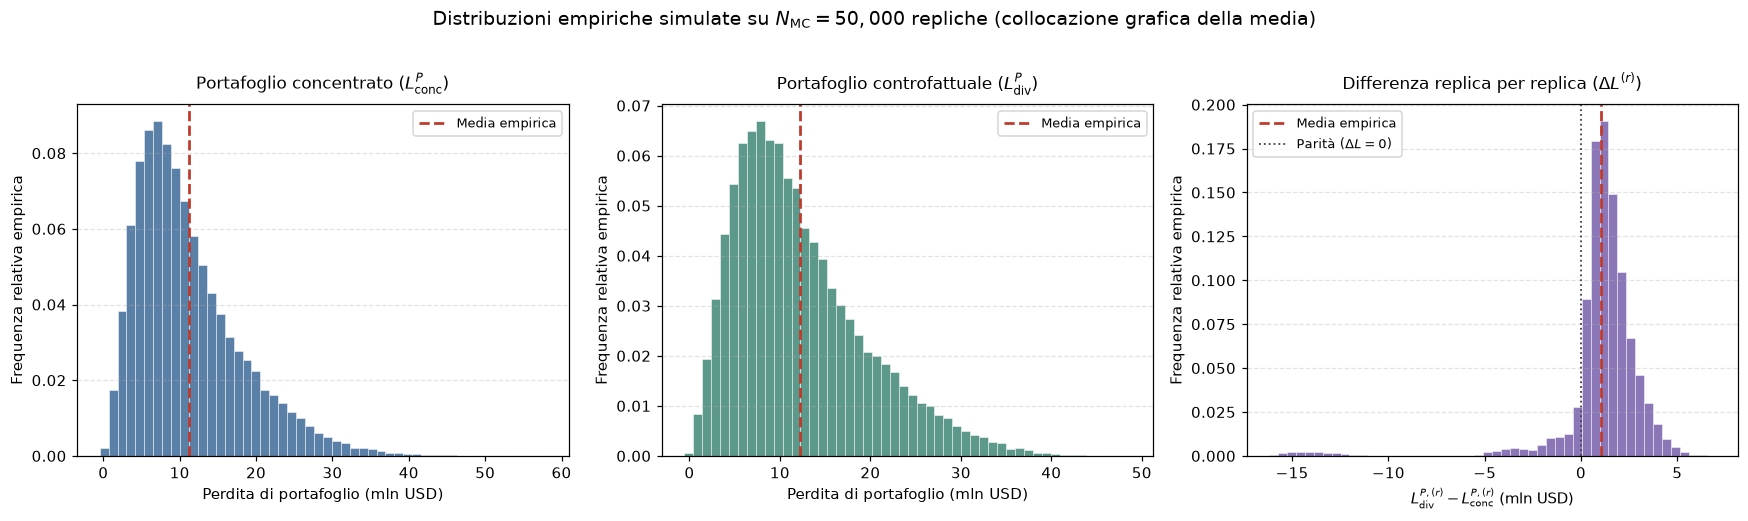 Distribuzioni empiriche simulate su N_MC = 50,000 repliche (collocazione grafica della media)
Portafoglio concentrato (L^P_conc)
Media empirica
Frequenza relativa empirica
0.08
0.06
0.04
0.02
0.00
0 10 20 30 40 50 60
Perdita di portafoglio (mln USD)
Portafoglio controfattuale (L^P_div)
Media empirica
Frequenza relativa empirica
0.07
0.06
0.05
0.04
0.03
0.02
0.01
0.00
0 10 20 30 40 50
Perdita di portafoglio (mln USD)
Differenza replica per replica (ΔL^(r))
Media empirica
Parità (ΔL = 0)
Frequenza relativa empirica
0.200
0.175
0.150
0.125
0.100
0.075
0.050
0.025
0.000
−15 −10 −5 0 5
L^P,(r)_div − L^P,(r)_conc (mln USD)